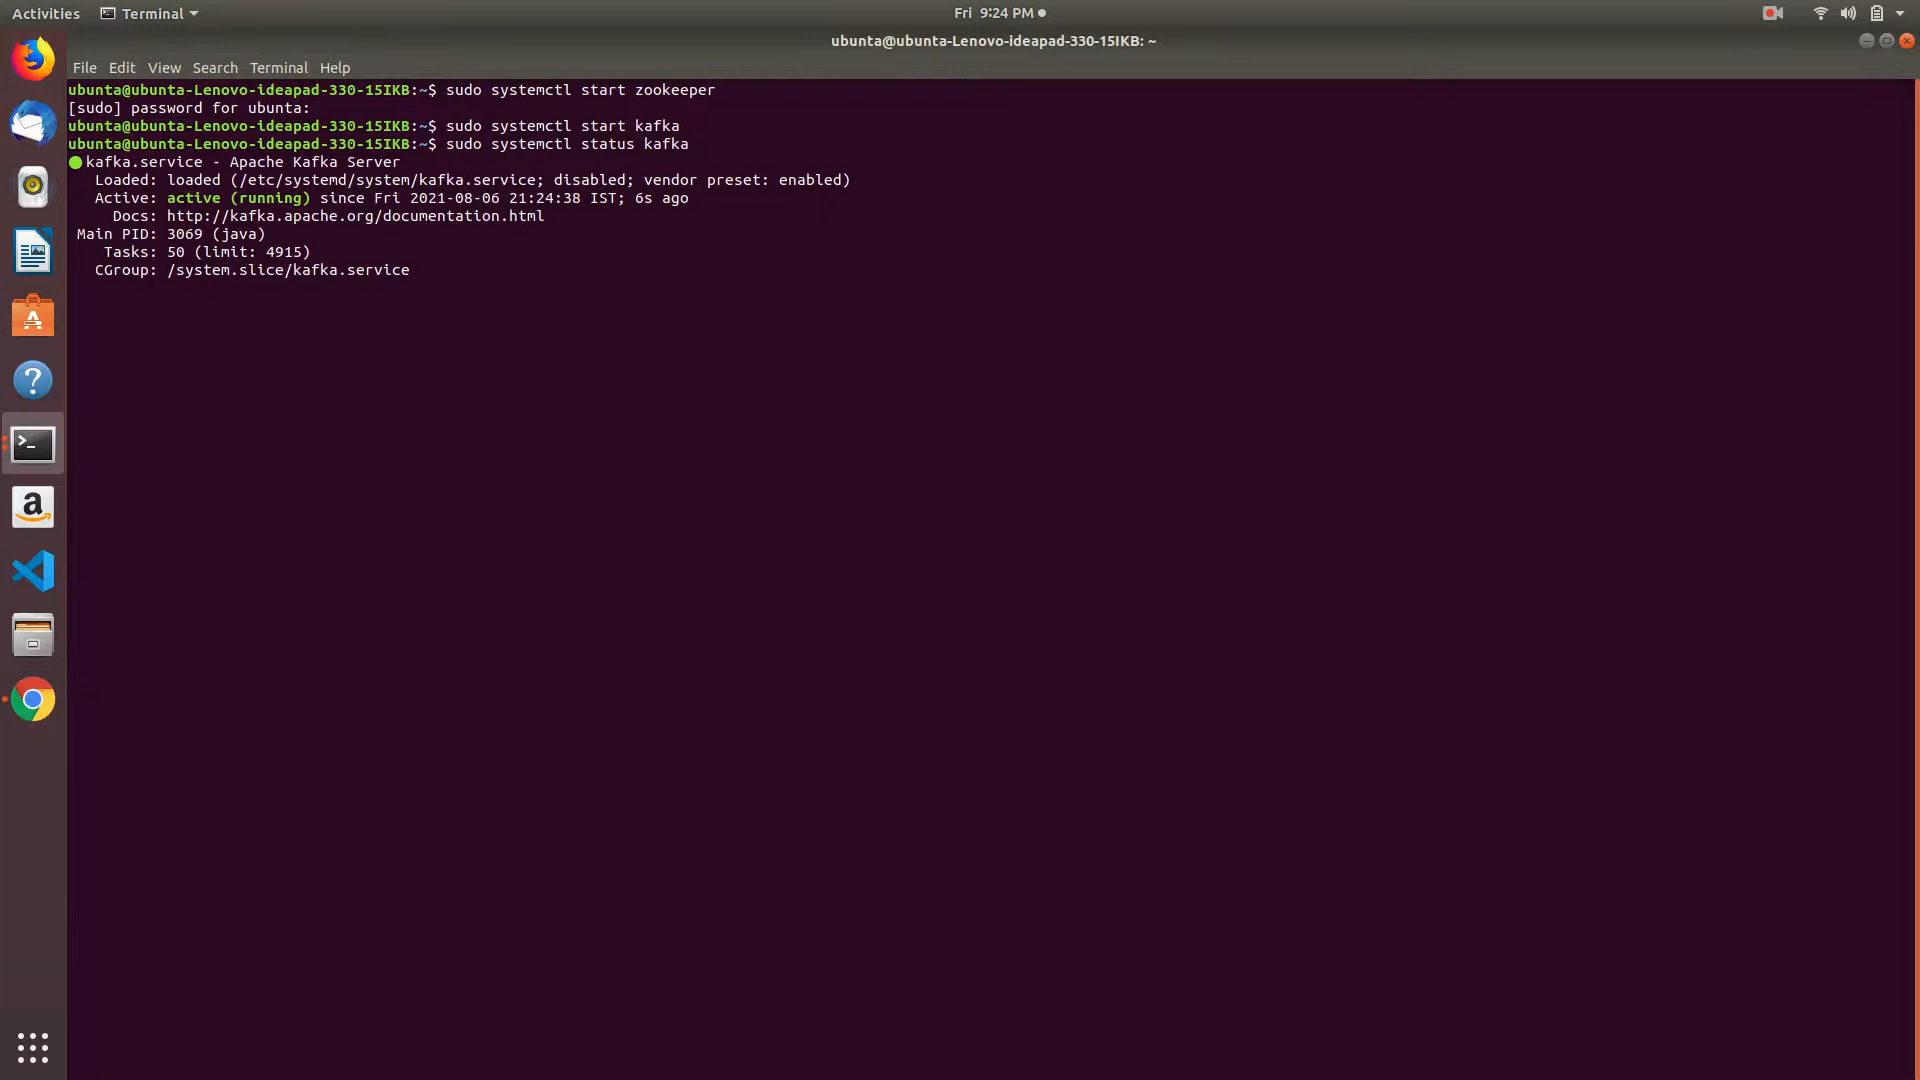 Activities Terminal Fri 9:24 PM
ubunta@ubunta-Lenovo-ideapad-330-15IKB: ~
File Edit View Search Terminal Help
ubunta@ubunta-Lenovo-ideapad-330-15IKB:~$ sudo systemctl start zookeeper
[sudo] password for ubunta:
ubunta@ubunta-Lenovo-ideapad-330-15IKB:~$ sudo systemctl start kafka
ubunta@ubunta-Lenovo-ideapad-330-15IKB:~$ sudo systemctl status kafka
● kafka.service - Apache Kafka Server
Loaded: loaded (/etc/systemd/system/kafka.service; disabled; vendor preset: enabled)
Active: active (running) since Fri 2021-08-06 21:24:38 IST; 6s ago
Docs: http://kafka.apache.org/documentation.html
Main PID: 3069 (java)
Tasks: 50 (limit: 4915)
CGroup: /system.slice/kafka.service